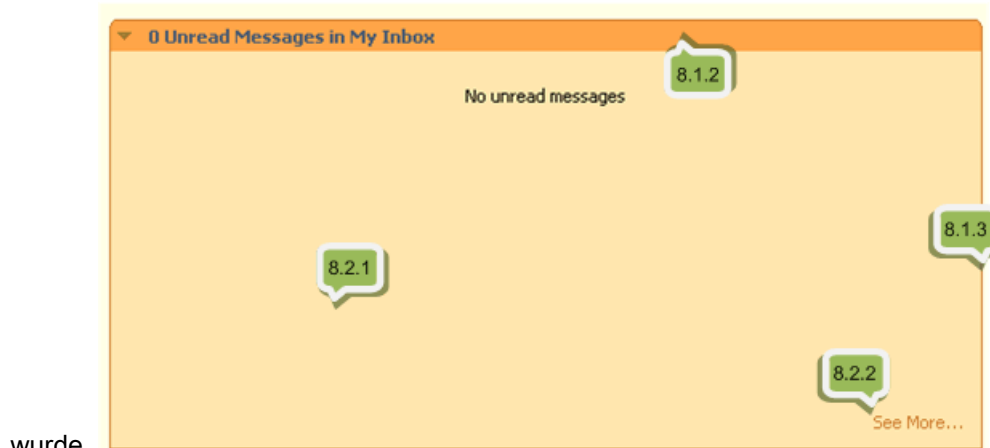 0 Unread Messages in My Inbox
8.1.2
No unread messages
8.1.3
8.2.1
8.2.2
See More...
wurde